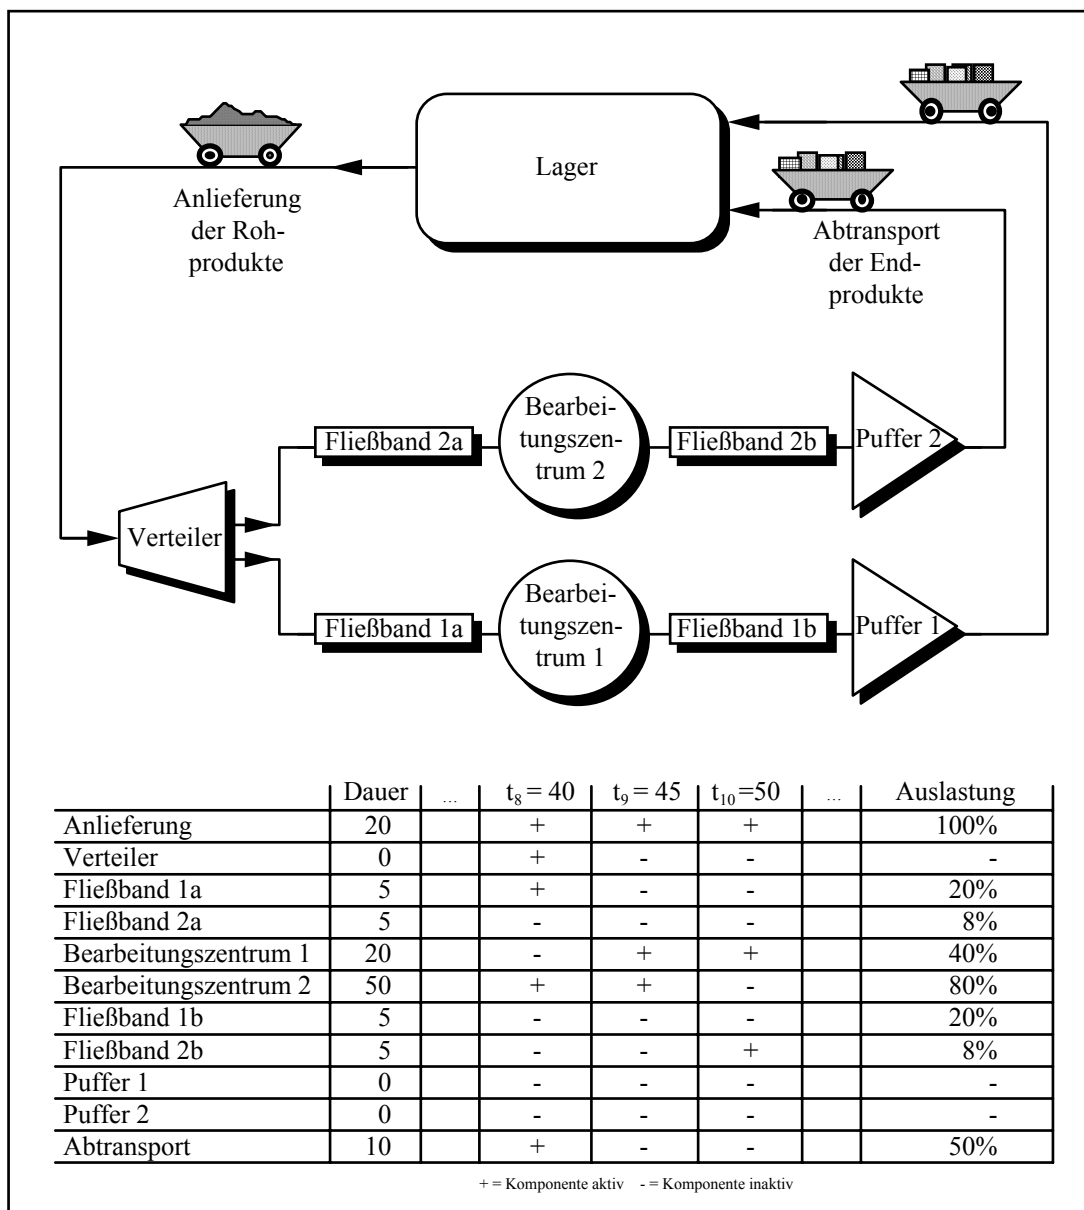 Lager
Anlieferung
der Roh-
produkte
Abtransport
der End-
produkte
Fließband 2a
Bearbei-
tungszen-
trum 2
Fließband 2b
Puffer 2
Verteiler
Fließband 1a
Bearbei-
tungszen-
trum 1
Fließband 1b
Puffer 1
Dauer ... t₈ = 40 t₉ = 45 t₁₀ =50 ... Auslastung
Anlieferung 20 + + + 100%
Verteiler 0 + - - -
Fließband 1a 5 + - - 20%
Fließband 2a 5 - - - 8%
Bearbeitungszentrum 1 20 - + + 40%
Bearbeitungszentrum 2 50 + + - 80%
Fließband 1b 5 - - - 20%
Fließband 2b 5 - - + 8%
Puffer 1 0 - - - -
Puffer 2 0 - - - -
Abtransport 10 + - - 50%
+ = Komponente aktiv - = Komponente inaktiv